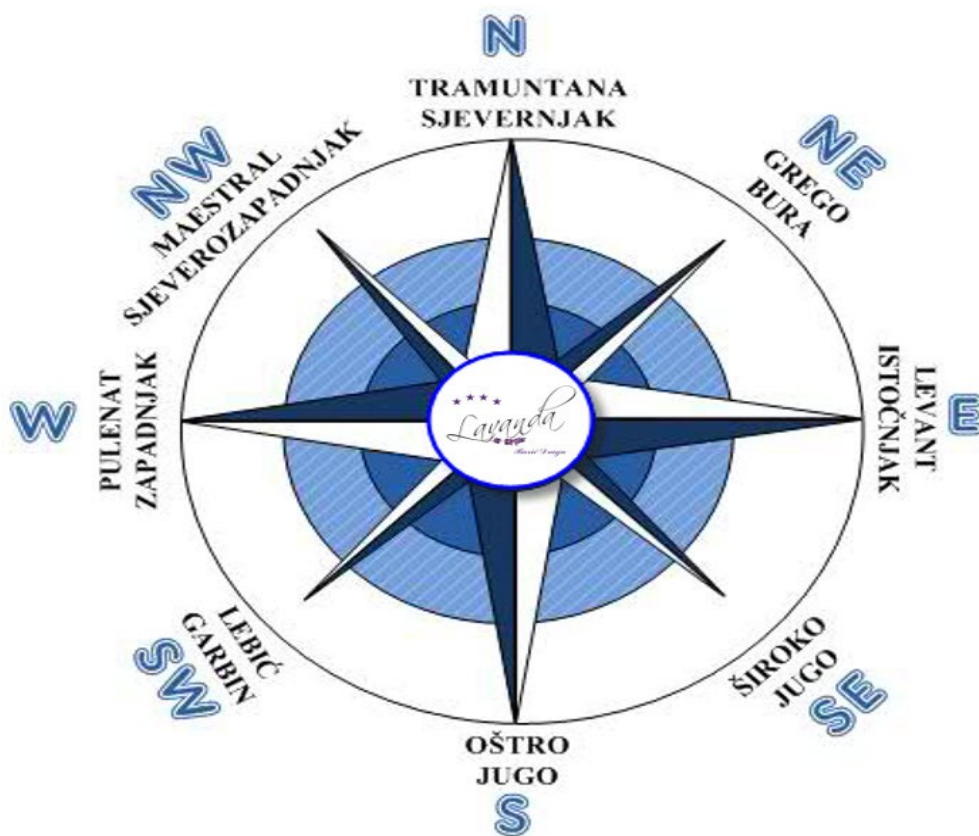 N
TRAMUNTANA
SJEVERNJAK
NW
MAESTRAL
SJEVEROZAPADNJAK
NE
GREGO
BURA
W
PULENAT
ZAPADNJAK
Lavanda
LEVANT
ISTOČNJAK
E
LEBIĆ
GARBIN
SW
ŠIROKO
JUGO
SE
OŠTRO
JUGO
S